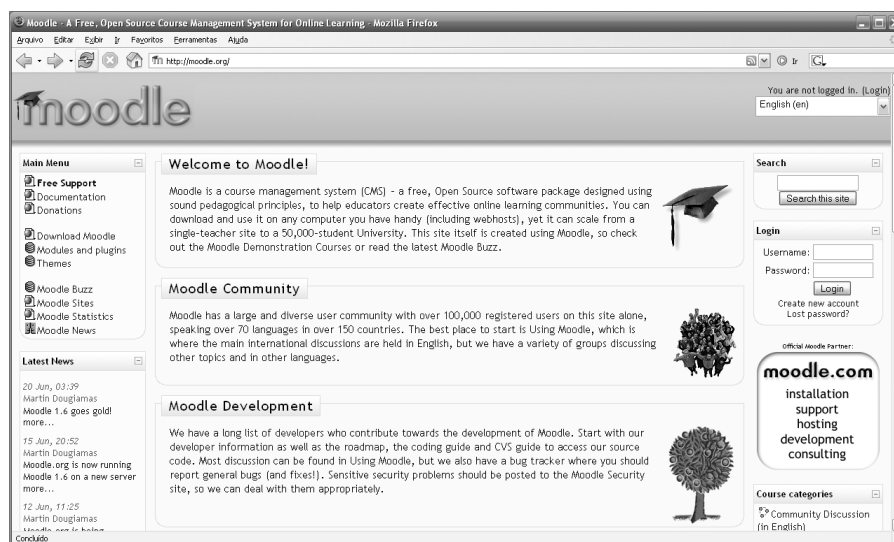 Moodle - A Free, Open Source Course Management System for Online Learning - Mozilla Firefox
Arquivo Editar Exibir Ir Favoritos Ferramentas Ajuda
http://moodle.org/
Ir
G
moodle
You are not logged in. (Login)
English (en)
Main Menu
Free Support
Documentation
Donations
Download Moodle
Modules and plugins
Themes
Moodle Buzz
Moodle Sites
Moodle Statistics
Moodle News
Latest News
20 Jun, 03:39
Martin Dougiamas
Moodle 1.6 goes gold!
more...
15 Jun, 20:52
Martin Dougiamas
Moodle.org is now running
Moodle 1.6 on a new server
more...
12 Jun, 11:25
Martin Dougiamas
Moodle.org is being
Welcome to Moodle!
Moodle is a course management system (CMS) - a free, Open Source software package designed using
sound pedagogical principles, to help educators create effective online learning communities. You can
download and use it on any computer you have handy (including webhosts), yet it can scale from a
single-teacher site to a 50,000-student University. This site itself is created using Moodle, so check
out the Moodle Demonstration Courses or read the latest Moodle Buzz.
Moodle Community
Moodle has a large and diverse user community with over 100,000 registered users on this site alone,
speaking over 70 languages in over 150 countries. The best place to start is Using Moodle, which is
where the main international discussions are held in English, but we have a variety of groups discussing
other topics and in other languages.
Moodle Development
We have a long list of developers who contribute towards the development of Moodle. Start with our
developer information as well as the roadmap, the coding guide and CVS guide to access our source
code. Most discussion can be found in Using Moodle, but we also have a bug tracker where you should
report general bugs (and fixes!). Sensitive security problems should be posted to the Moodle Security
site, so we can deal with them appropriately.
Search
Search this site
Login
Username:
Password:
Login
Create new account
Lost password?
Official Moodle Partner:
moodle.com
installation
support
hosting
development
consulting
Course categories
Community Discussion
(in English)
Concluído